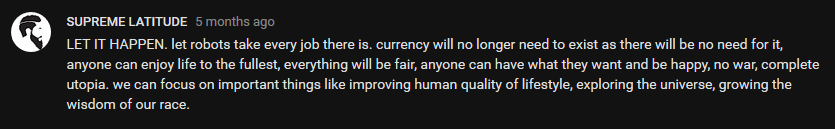 SUPREME LATITUDE 5 months ago
LET IT HAPPEN. let robots take every job there is. currency will no longer need to exist as there will be no need for it,
anyone can enjoy life to the fullest, everything will be fair, anyone can have what they want and be happy, no war, complete
utopia. we can focus on important things like improving human quality of lifestyle, exploring the universe, growing the
wisdom of our race.